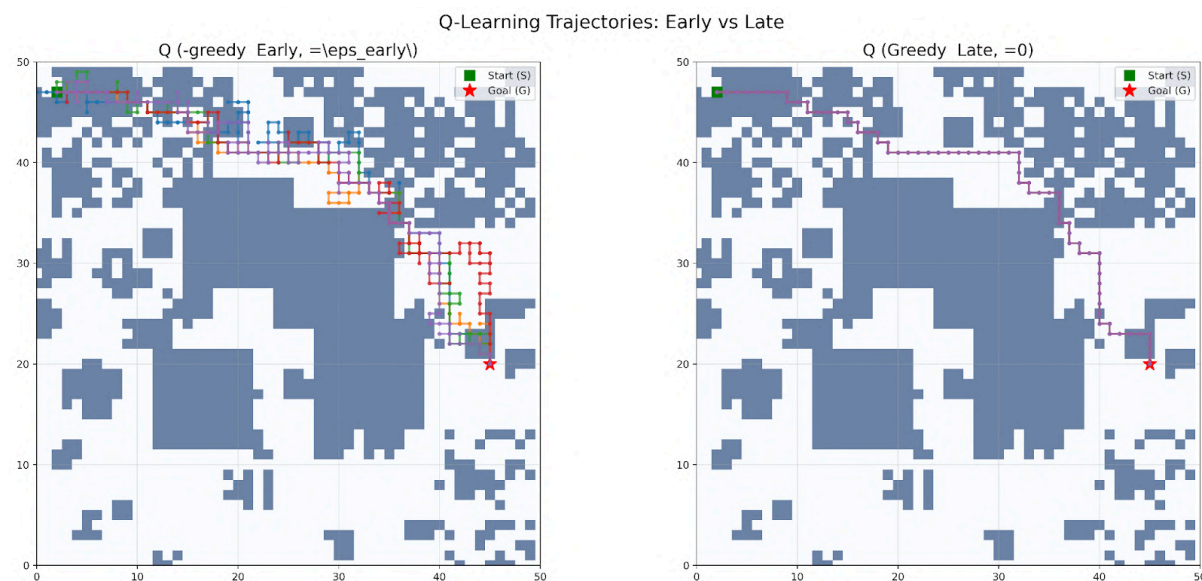 Q-Learning Trajectories: Early vs Late
Q (-greedy Early, =\eps_early\)
Start (S)
Goal (G)
50
40
30
20
10
0
0 10 20 30 40 50
Q (Greedy Late, =0)
Start (S)
Goal (G)
50
40
30
20
10
0
0 10 20 30 40 50